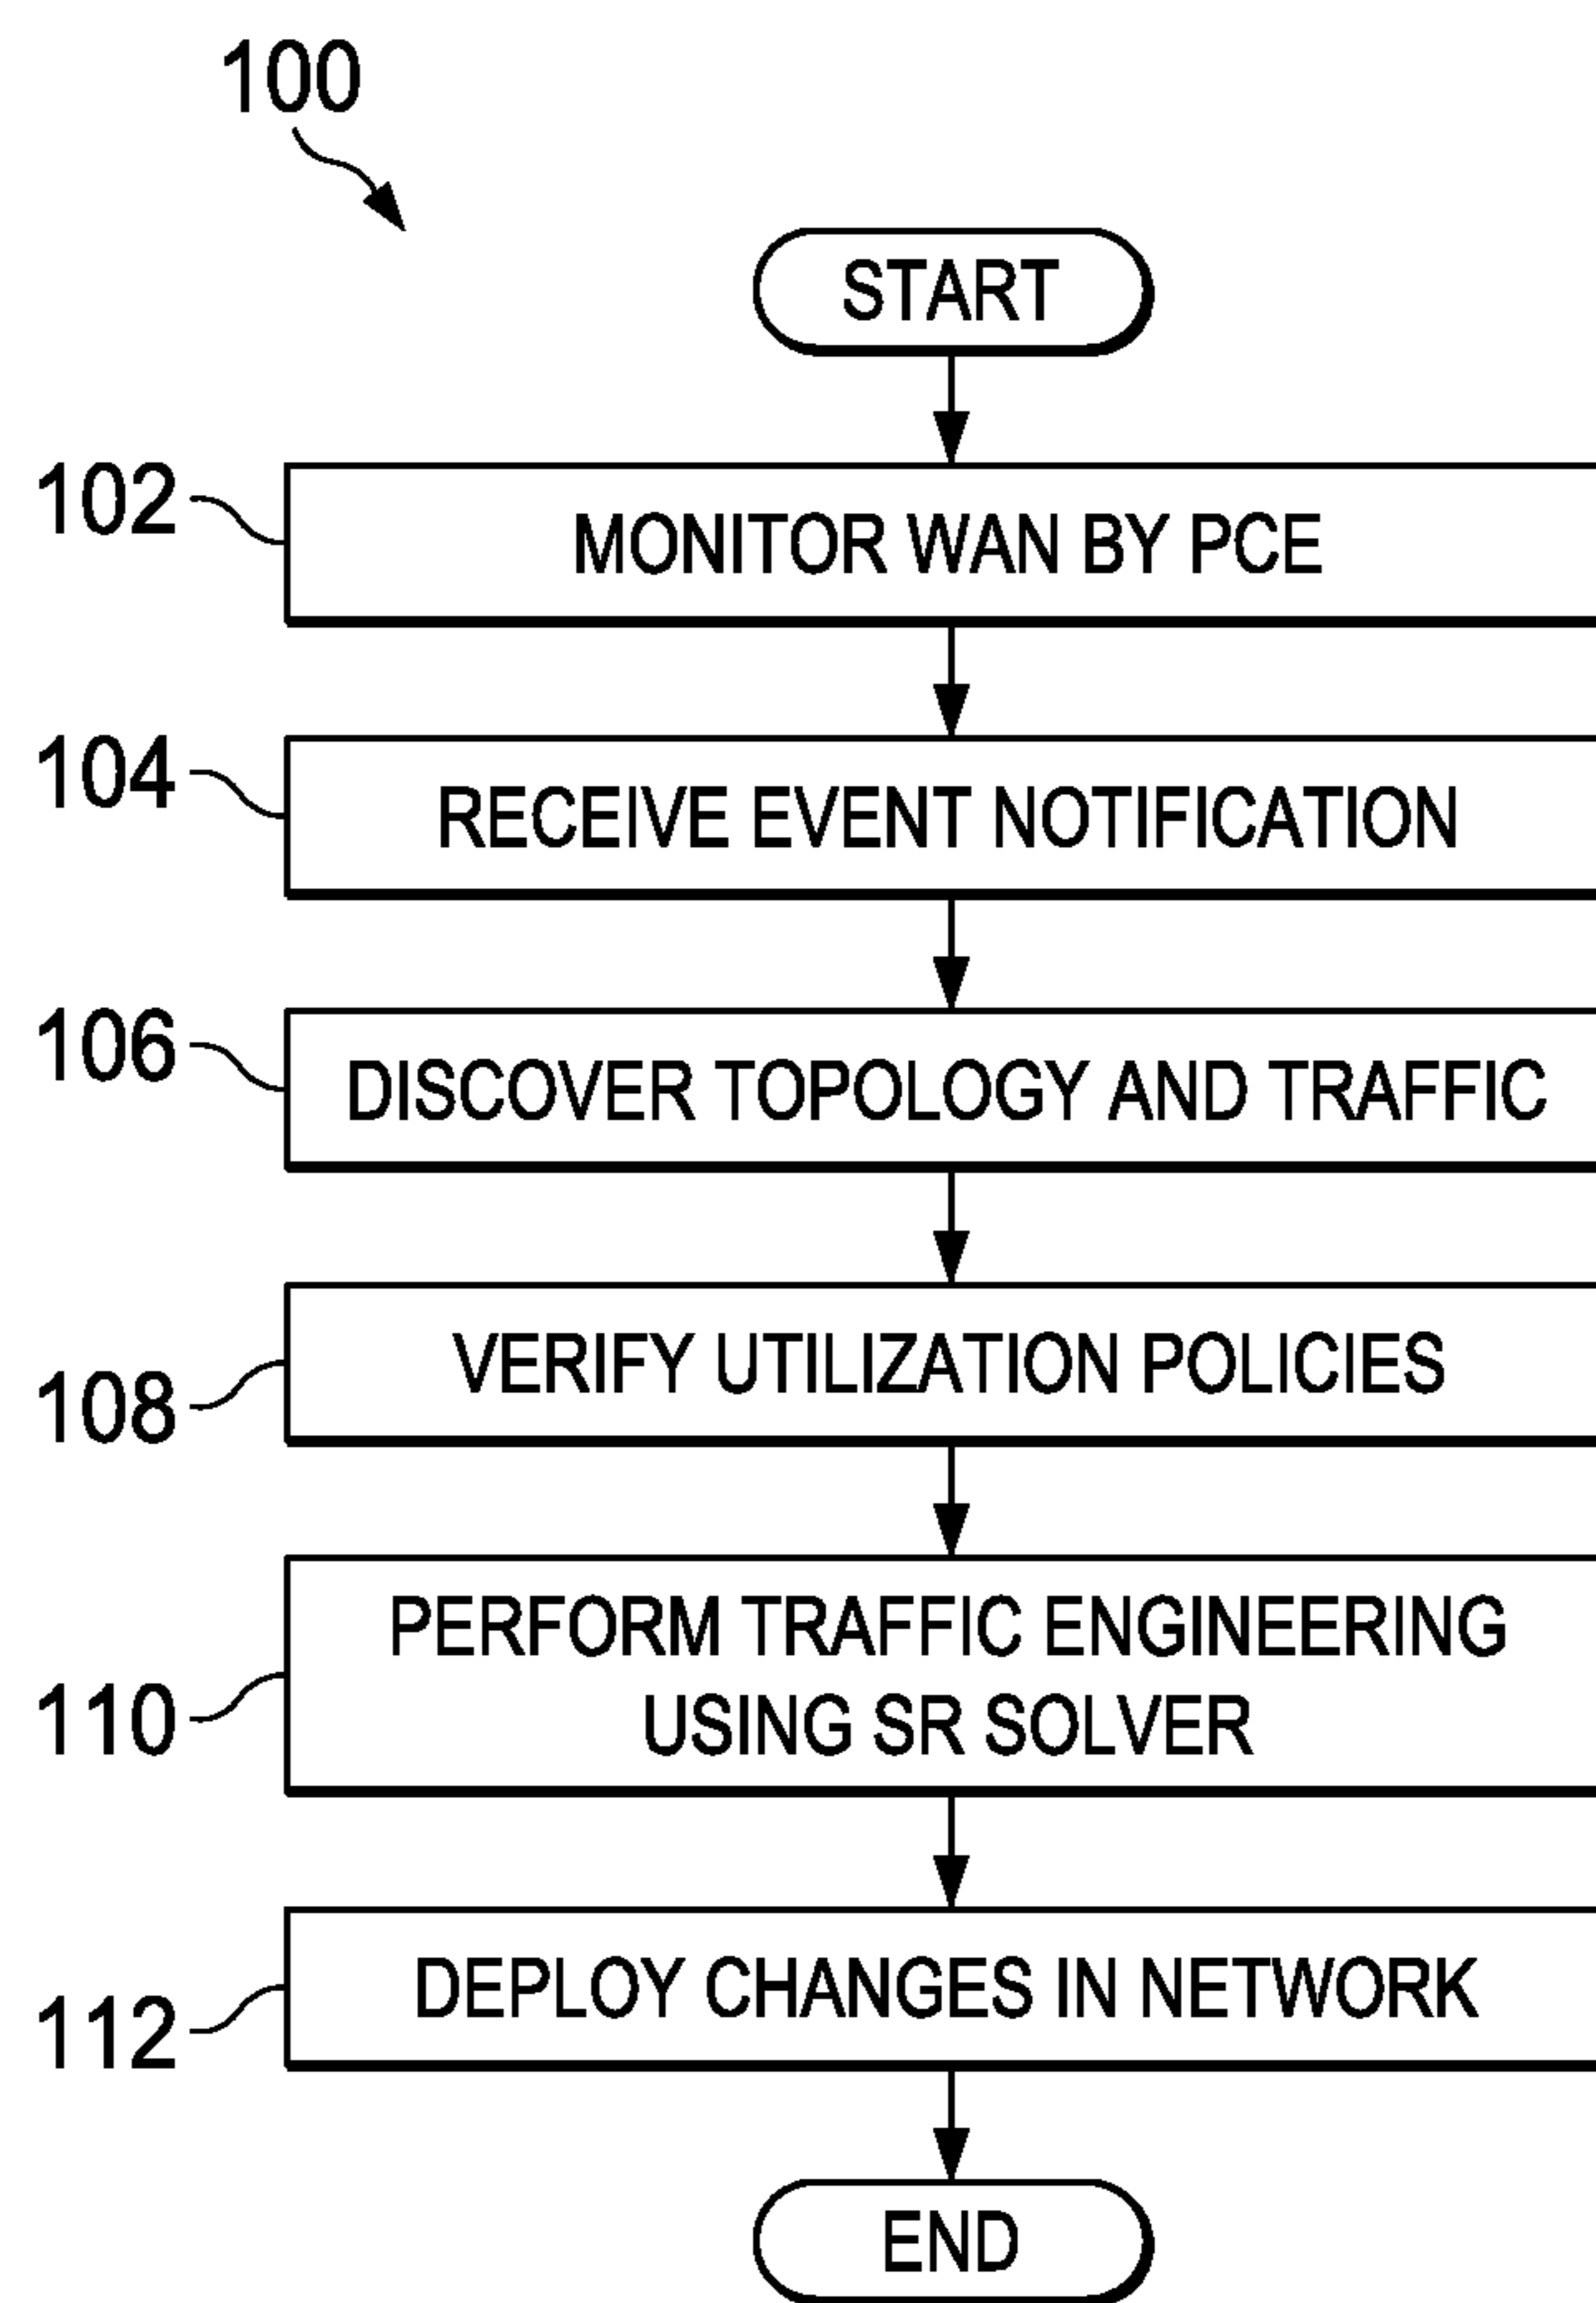 100
START
102
MONITOR WAN BY PCE
104
RECEIVE EVENT NOTIFICATION
106
DISCOVER TOPOLOGY AND TRAFFIC
108
VERIFY UTILIZATION POLICIES
110
PERFORM TRAFFIC ENGINEERING
USING SR SOLVER
112
DEPLOY CHANGES IN NETWORK
END